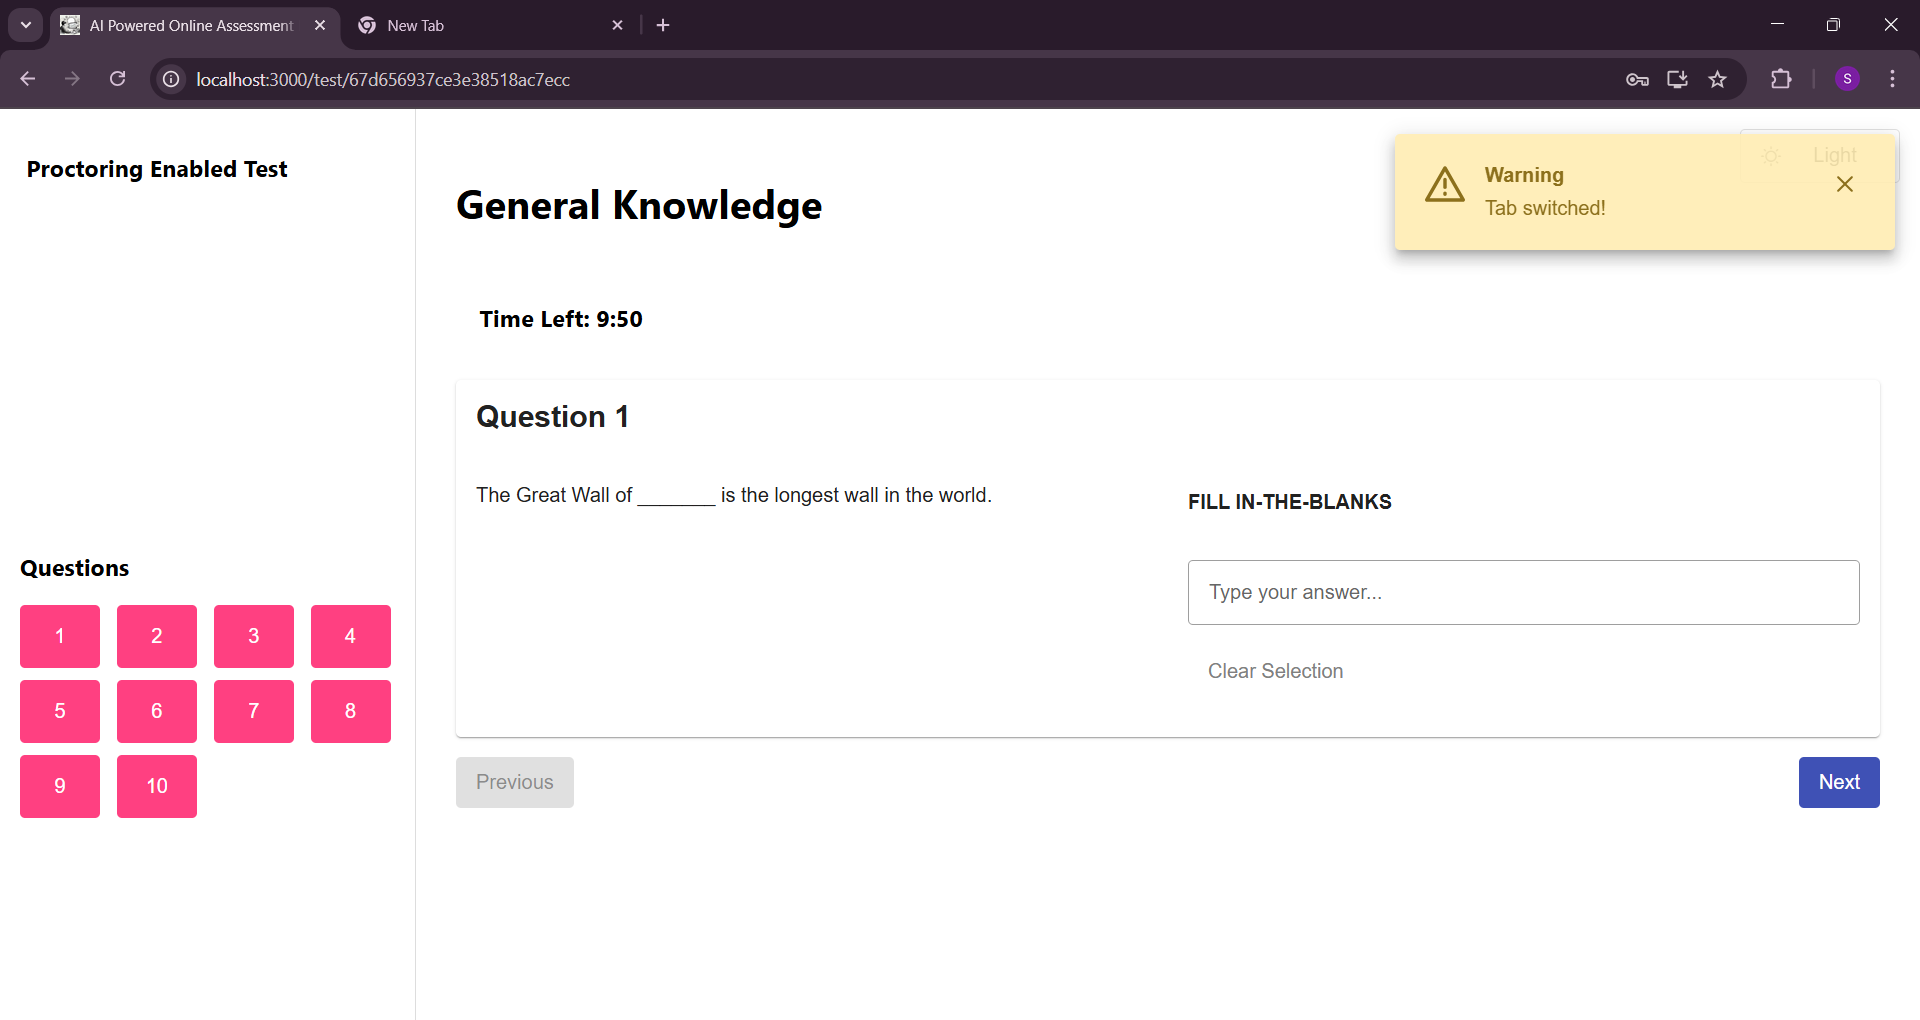 AI Powered Online Assessment
New Tab
localhost:3000/test/67d656937ce3e38518ac7ecc
S
Proctoring Enabled Test
General Knowledge
Light
Warning
Tab switched!
Time Left: 9:50
Question 1
The Great Wall of _______ is the longest wall in the world.
FILL IN-THE-BLANKS
Type your answer...
Clear Selection
Questions
1 2 3 4
5 6 7 8
9 10
Previous
Next